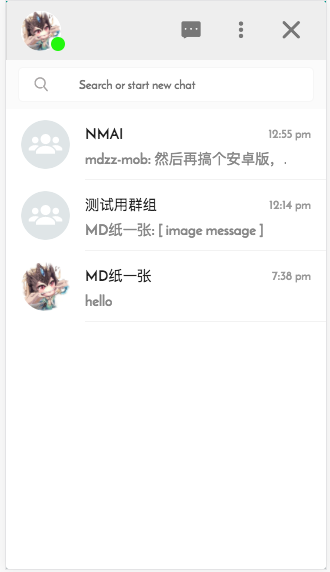 Search or start new chat
NMAI 12:55 pm
mdzz-mob: 然后再搞个安卓版，.
测试用群组 12:14 pm
MD纸一张: [ image message ]
MD纸一张 7:38 pm
hello